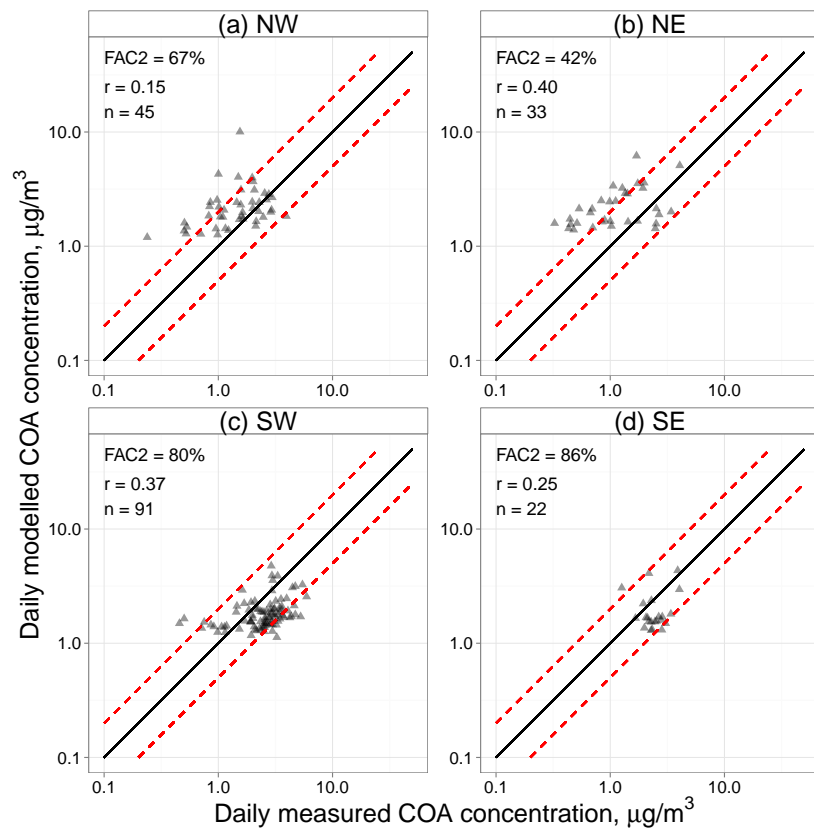 (a) NW
FAC2 = 67%
r = 0.15
n = 45
10.0
1.0
0.1
0.1
1.0
10.0
(b) NE
FAC2 = 42%
r = 0.40
n = 33
10.0
1.0
0.1
0.1
1.0
10.0
(c) SW
FAC2 = 80%
r = 0.37
n = 91
10.0
1.0
0.1
0.1
1.0
10.0
(d) SE
FAC2 = 86%
r = 0.25
n = 22
10.0
1.0
0.1
0.1
1.0
10.0
Daily modelled COA concentration, μg/m³
Daily measured COA concentration, μg/m³